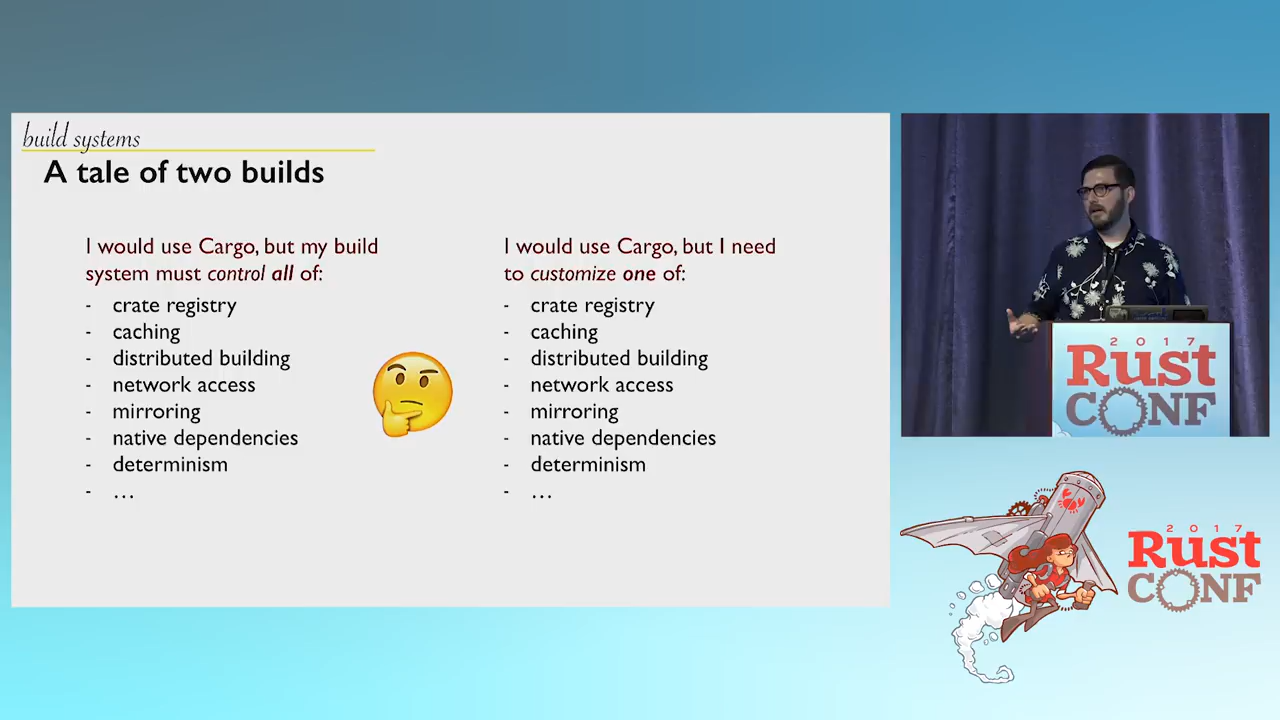 build systems
A tale of two builds
I would use Cargo, but my build
system must control all of:
- crate registry
- caching
- distributed building
- network access
- mirroring
- native dependencies
- determinism
- …
I would use Cargo, but I need
to customize one of:
- crate registry
- caching
- distributed building
- network access
- mirroring
- native dependencies
- determinism
- …
2017
RUST
CONF
2017
RUST
CONF